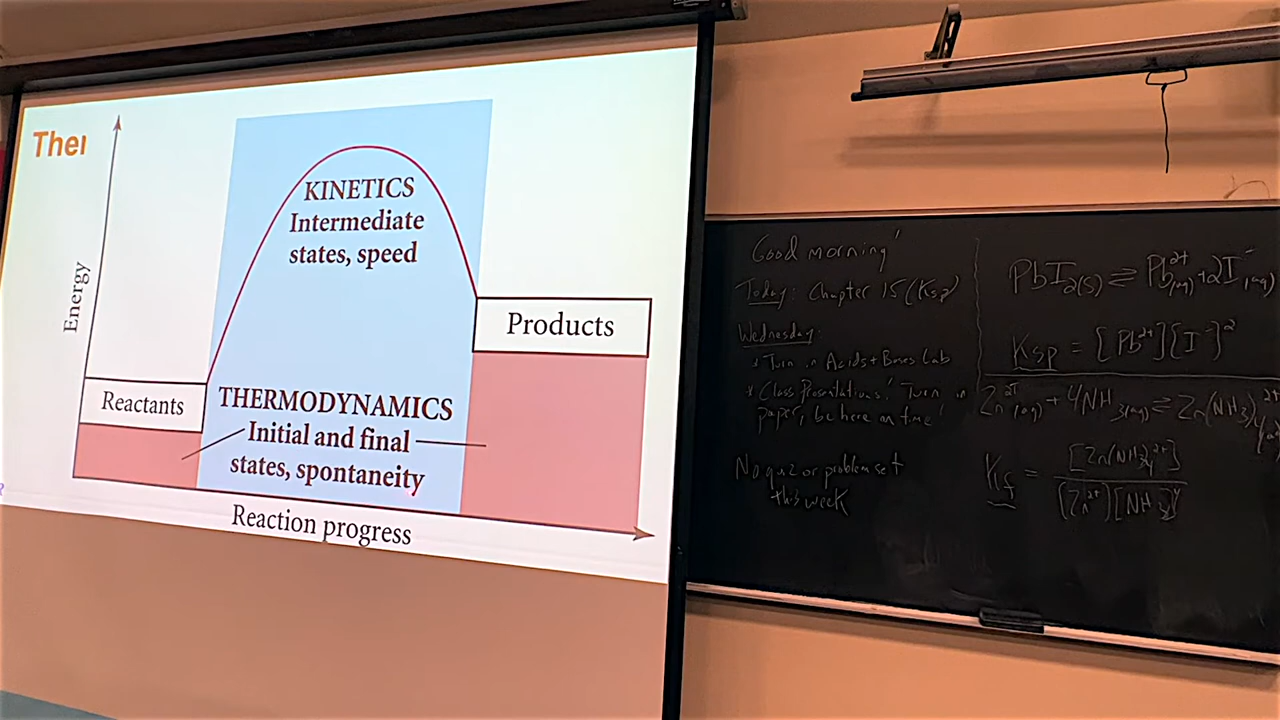 Ther
Energy
KINETICS
Intermediate
states, speed
Products
Reactants
THERMODYNAMICS
Initial and final
states, spontaneity
Reaction progress
Good morning!
Today: Chapter 15 (Ksp)
Wednesday:
* Turn in Acids + Bases Lab
* Class Presentations! Turn in
paper, be here on time!
No quiz or problem set
this week
PbI₂(s) ⇌ Pb²⁺(aq) + 2I⁻(aq)
Ksp = [Pb²⁺][I⁻]²
Zn²⁺(aq) + 4NH₃(aq) ⇌ Zn(NH₃)₄²⁺(aq)
Kf = [Zn(NH₃)₄²⁺]
[Zn²⁺][NH₃]⁴